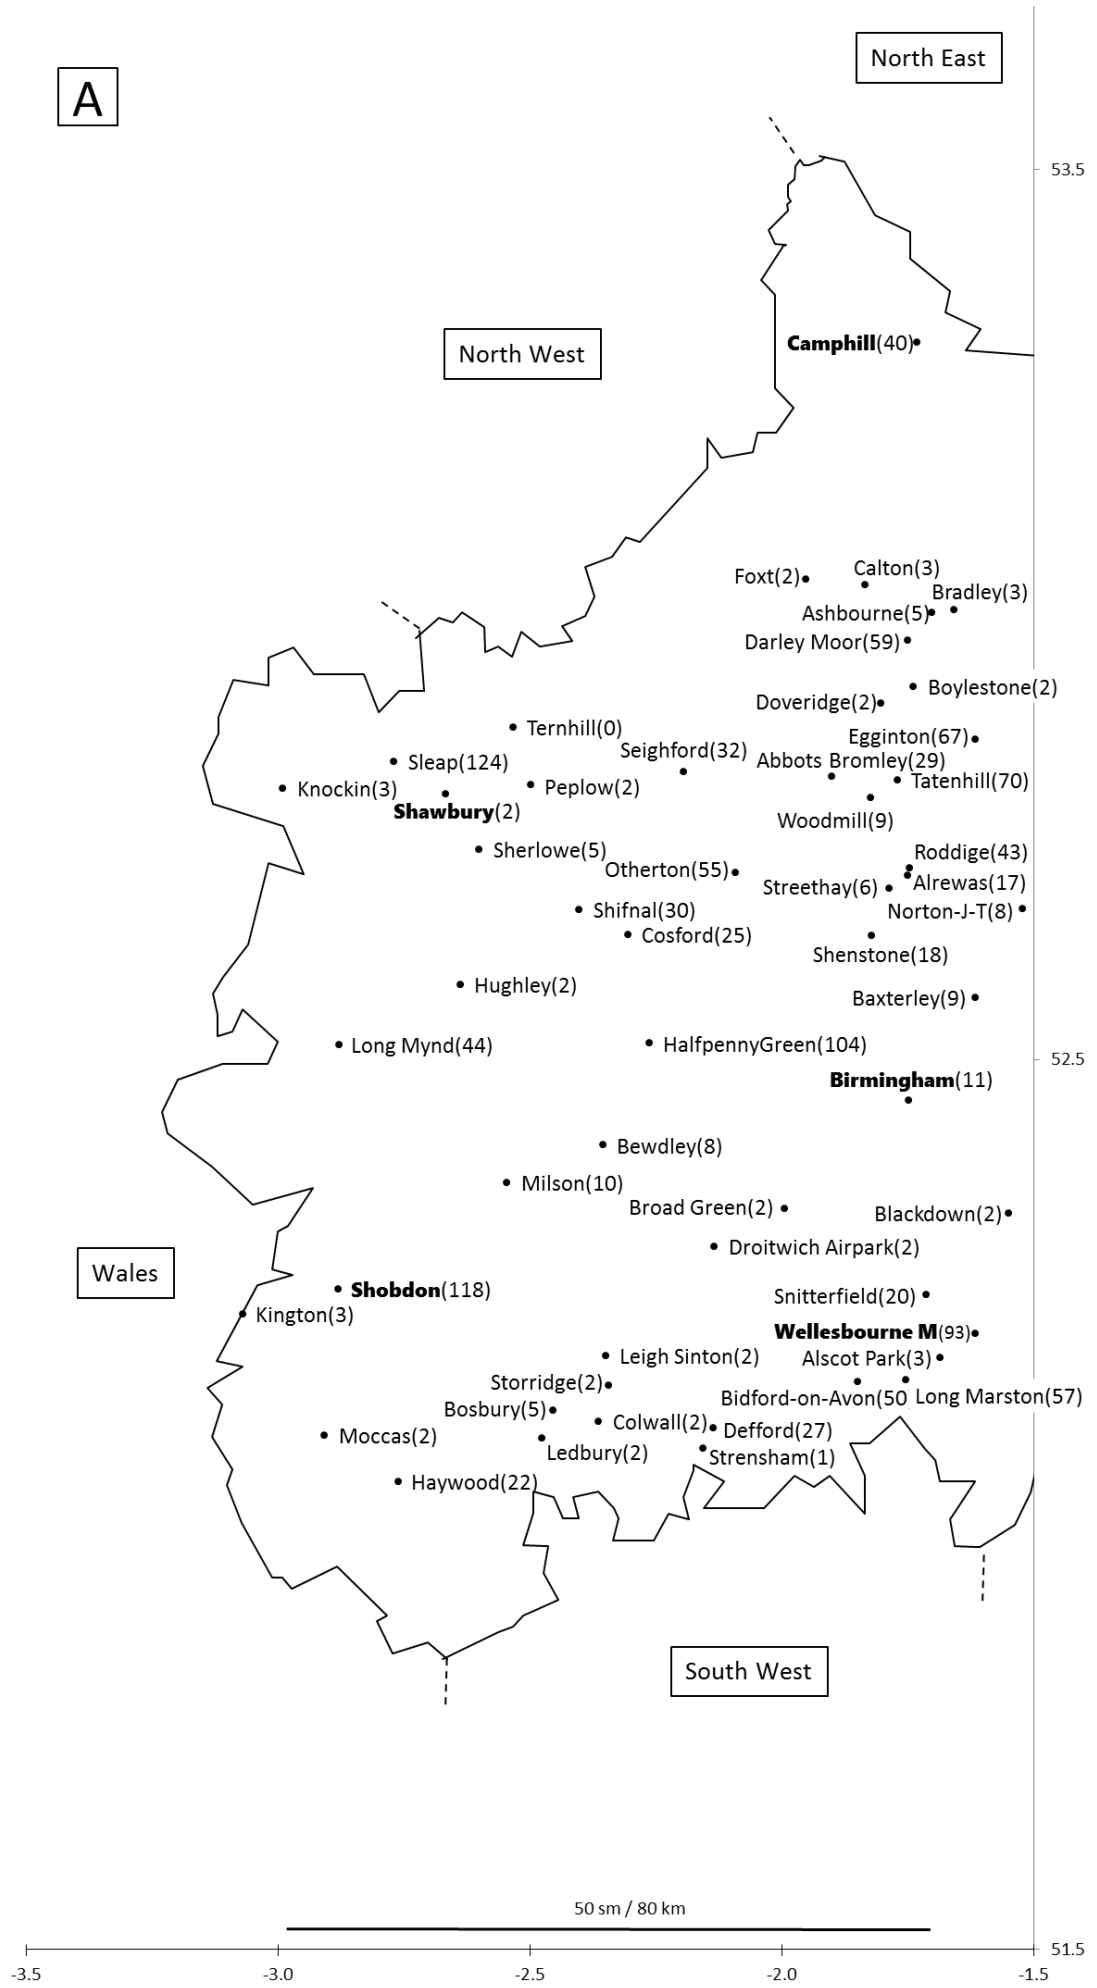 North East
A
53.5
Camphill(40)
North West
Foxt(2)
Calton(3)
Bradley(3)
Ashbourne(5)
Darley Moor(59)
Boylestone(2)
Doveridge(2)
Ternhill(0)
Egginton(67)
Seighford(32)
Sleap(124)
Abbots Bromley(29)
Tatenhill(70)
Knockin(3)
Peplow(2)
Shawbury(2)
Woodmill(9)
Sherlowe(5)
Roddige(43)
Otherton(55)
Streethay(6)
Alrewas(17)
Shifnal(30)
Norton-J-T(8)
Cosford(25)
Shenstone(18)
Hughley(2)
Baxterley(9)
Long Mynd(44)
HalfpennyGreen(104)
52.5
Birmingham(11)
Bewdley(8)
Milson(10)
Broad Green(2)
Blackdown(2)
Droitwich Airpark(2)
Wales
Shobdon(118)
Snitterfield(20)
Kington(3)
Wellesbourne M(93)
Leigh Sinton(2)
Alscot Park(3)
Storridge(2)
Bidford-on-Avon(50
Long Marston(57)
Bosbury(5)
Colwall(2)
Defford(27)
Moccas(2)
Ledbury(2)
Strensham(1)
Haywood(22)
South West
50 sm / 80 km
51.5
-3.5 -3.0 -2.5 -2.0 -1.5